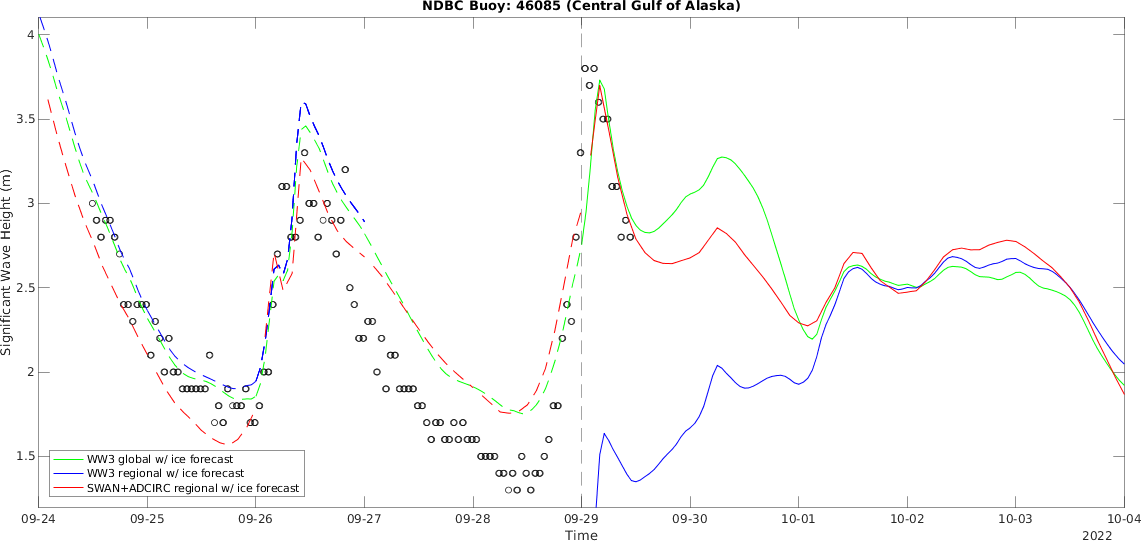 NDBC Buoy: 46085 (Central Gulf of Alaska)
Significant Wave Height (m)
4
3.5
3
2.5
2
1.5
WW3 global w/ ice forecast
WW3 regional w/ ice forecast
SWAN+ADCIRC regional w/ ice forecast
09-24 09-25 09-26 09-27 09-28 09-29 09-30 10-01 10-02 10-03 10-04
Time
2022